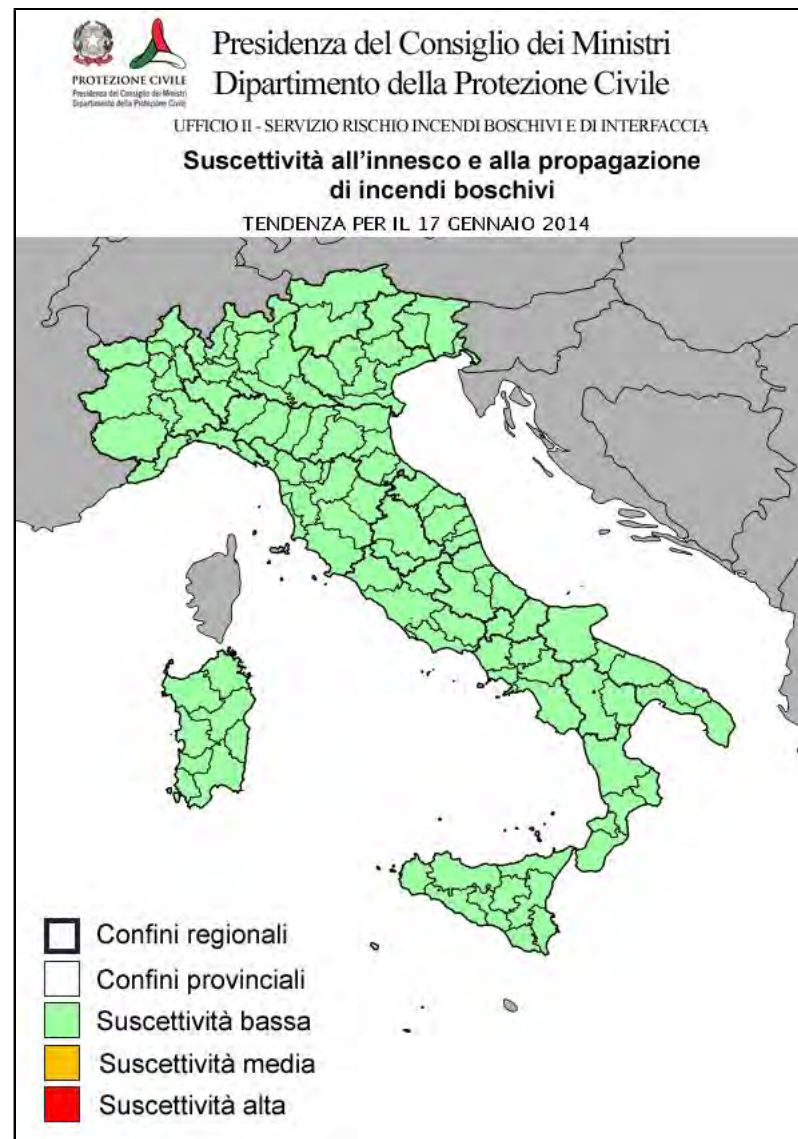 PROTEZIONE CIVILE
Presidenza del Consiglio dei Ministri
Dipartimento della Protezione Civile
Presidenza del Consiglio dei Ministri
Dipartimento della Protezione Civile
UFFICIO II - SERVIZIO RISCHIO INCENDI BOSCHIVI E DI INTERFACCIA
Suscettività all'innesco e alla propagazione
di incendi boschivi
TENDENZA PER IL 17 GENNAIO 2014
Confini regionali
Confini provinciali
Suscettività bassa
Suscettività media
Suscettività alta